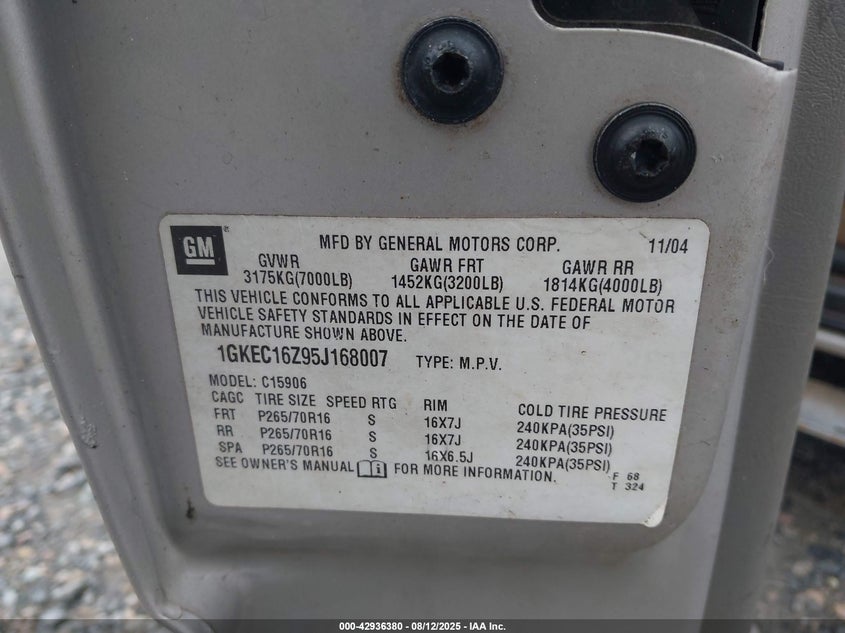 GM
MFD BY GENERAL MOTORS CORP. 11/04
GVWR GAWR FRT GAWR RR
3175KG(7000LB) 1452KG(3200LB) 1814KG(4000LB)
THIS VEHICLE CONFORMS TO ALL APPLICABLE U.S. FEDERAL MOTOR
VEHICLE SAFETY STANDARDS IN EFFECT ON THE DATE OF
MANUFACTURE SHOWN ABOVE.
1GKEC16Z95J168007 TYPE: M.P.V.
MODEL: C15906
CAGC TIRE SIZE SPEED RTG RIM COLD TIRE PRESSURE
FRT P265/70R16 S 16X7J 240KPA(35PSI)
RR P265/70R16 S 16X7J 240KPA(35PSI)
SPA P265/70R16 S 16X6.5J 240KPA(35PSI)
SEE OWNER'S MANUAL FOR MORE INFORMATION.
F 68
T 324
000-42936380 - 08/12/2025 - IAA Inc.